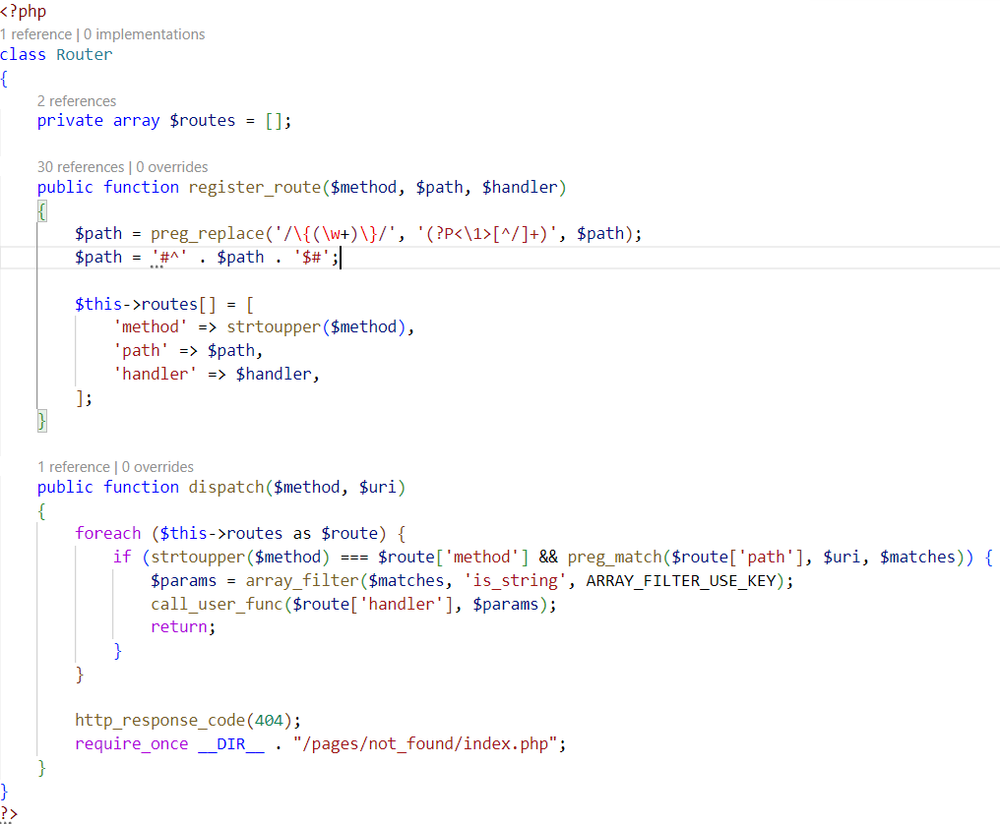 <?php
1 reference | 0 implementations
class Router
{
2 references
private array $routes = [];
30 references | 0 overrides
public function register_route($method, $path, $handler)
{
$path = preg_replace('/\{(\w+)\}/', '(?P<\1>[^/]+)', $path);
$path = '#^' . $path . '$#';
$this->routes[] = [
'method' => strtoupper($method),
'path' => $path,
'handler' => $handler,
];
}
1 reference | 0 overrides
public function dispatch($method, $uri)
{
foreach ($this->routes as $route) {
if (strtoupper($method) === $route['method'] && preg_match($route['path'], $uri, $matches)) {
$params = array_filter($matches, 'is_string', ARRAY_FILTER_USE_KEY);
call_user_func($route['handler'], $params);
return;
}
}
http_response_code(404);
require_once __DIR__ . "/pages/not_found/index.php";
}
}
?>